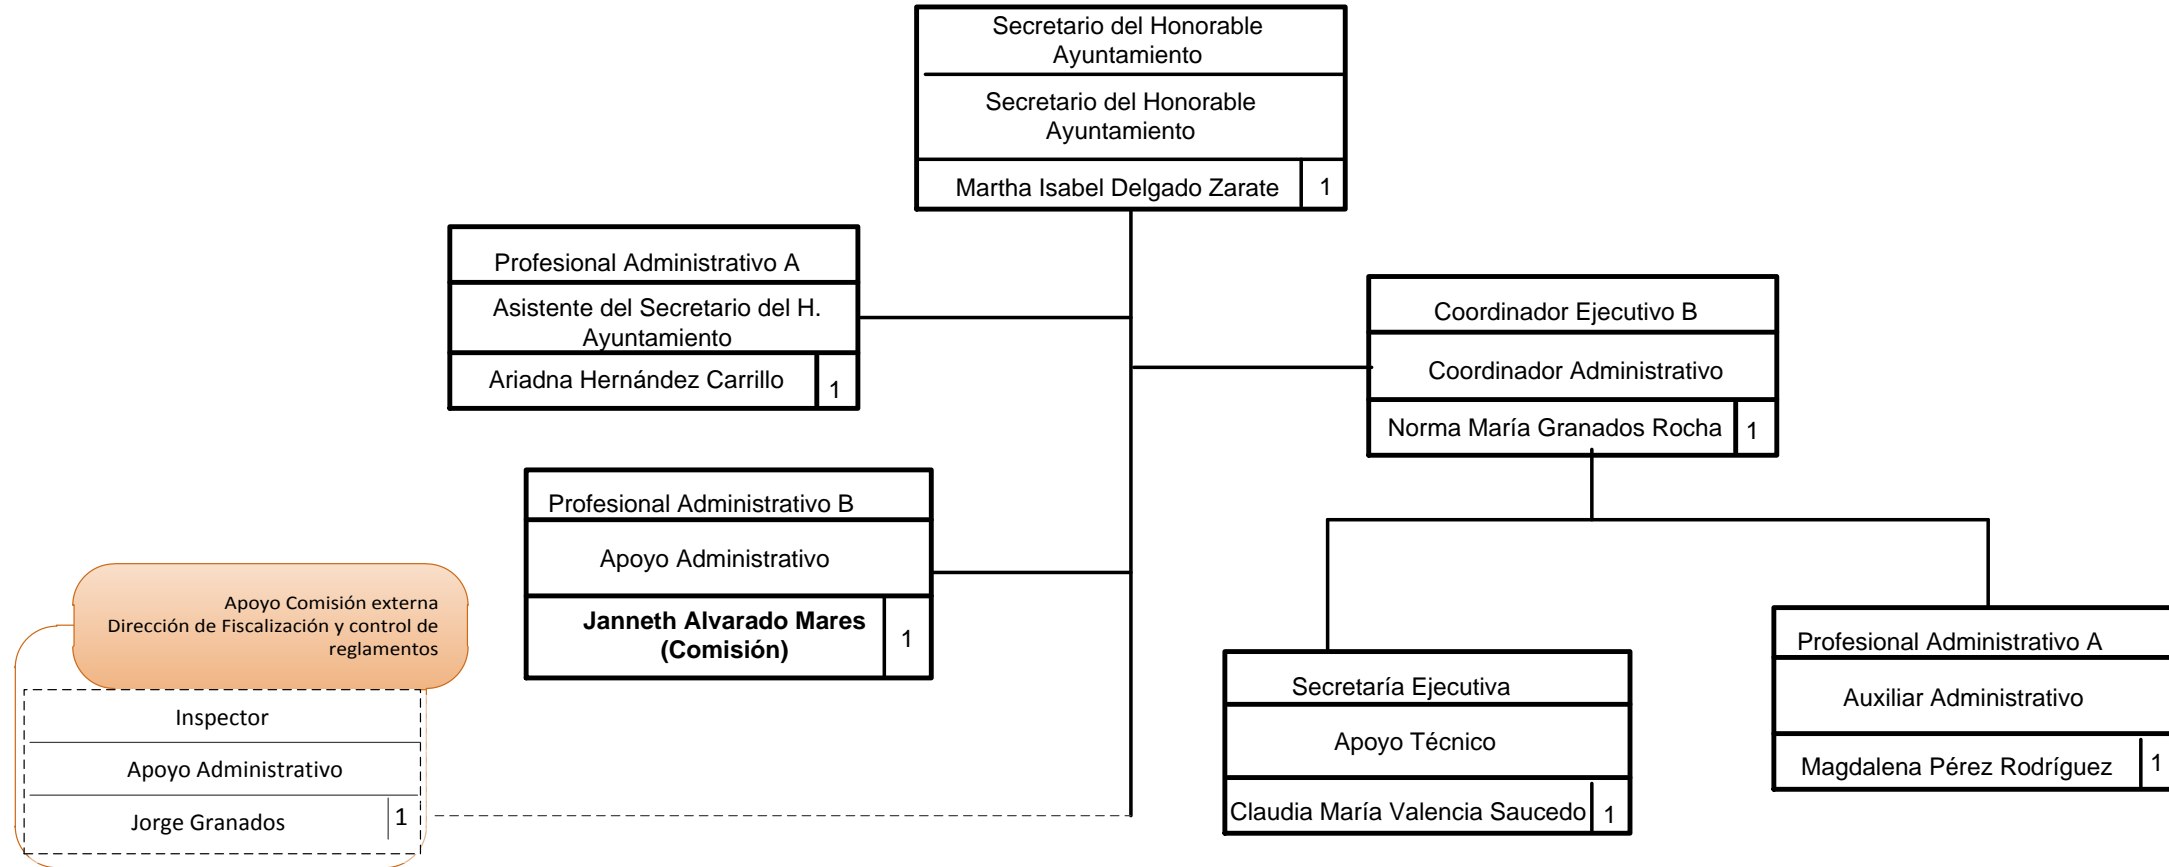 Secretario del Honorable
Ayuntamiento
Secretario del Honorable
Ayuntamiento
Martha Isabel Delgado Zarate 1
Profesional Administrativo A
Asistente del Secretario del H.
Ayuntamiento
Ariadna Hernández Carrillo 1
Coordinador Ejecutivo B
Coordinador Administrativo
Norma María Granados Rocha 1
Profesional Administrativo B
Apoyo Administrativo
Janneth Alvarado Mares
(Comisión) 1
Apoyo Comisión externa
Dirección de Fiscalización y control de
reglamentos
Inspector
Apoyo Administrativo
Jorge Granados 1
Secretaría Ejecutiva
Apoyo Técnico
Claudia María Valencia Saucedo 1
Profesional Administrativo A
Auxiliar Administrativo
Magdalena Pérez Rodríguez 1